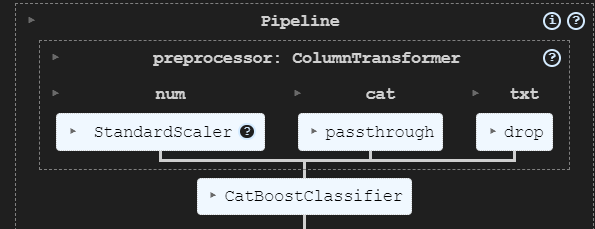 Pipeline i ?
preprocessor: ColumnTransformer ?
num cat txt
StandardScaler ? passthrough drop
CatBoostClassifier